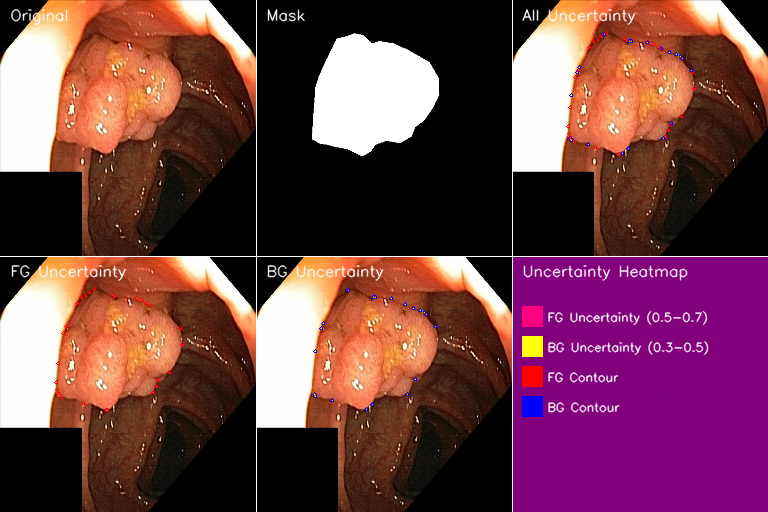 Original
Mask
All Uncertainty
FG Uncertainty
BG Uncertainty
Uncertainty Heatmap
FG Uncertainty (0.5-0.7)
BG Uncertainty (0.3-0.5)
FG Contour
BG Contour